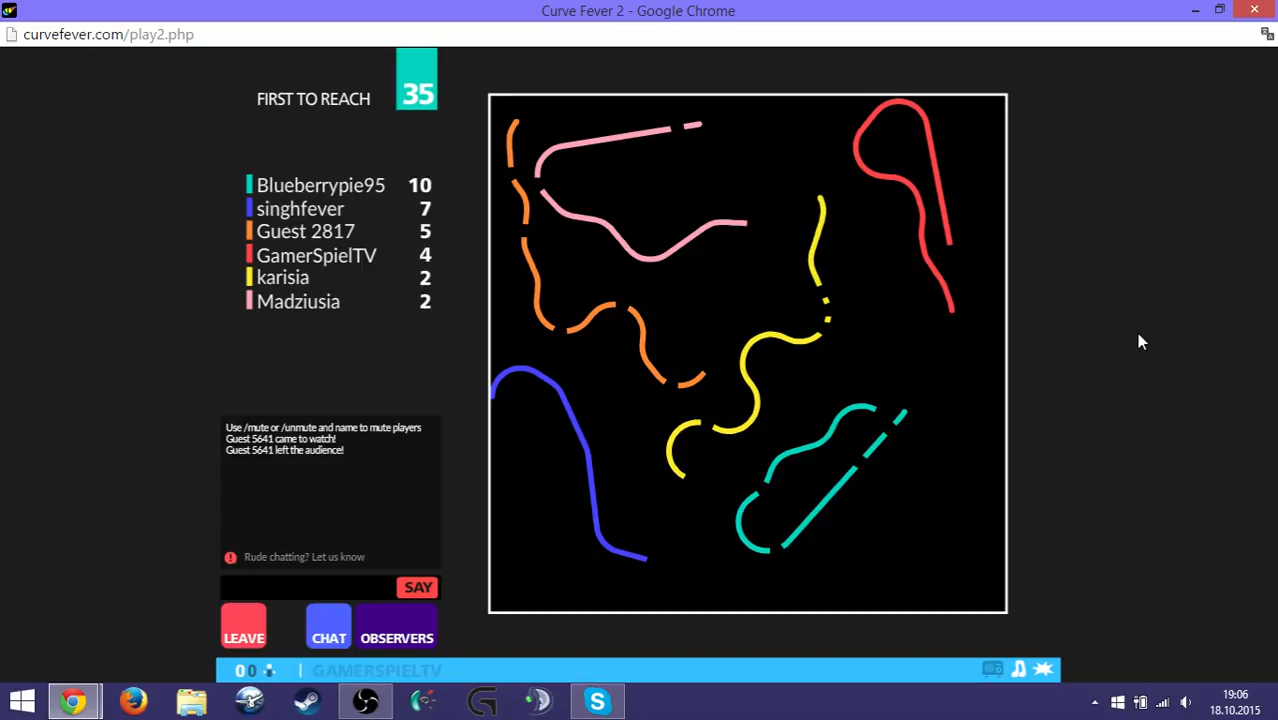 Curve Fever 2 - Google Chrome
curvefever.com/play2.php
FIRST TO REACH 35
Blueberrypie95 10
singhfever 7
Guest 2817 5
GamerSpielTV 4
karisia 2
Madziusia 2
Use /mute or /unmute and name to mute players
Guest 5641 came to watch!
Guest 5641 left the audience!
! Rude chatting? Let us know
SAY
LEAVE CHAT OBSERVERS
00 GAMERSPIELTV
19:06
18.10.2015